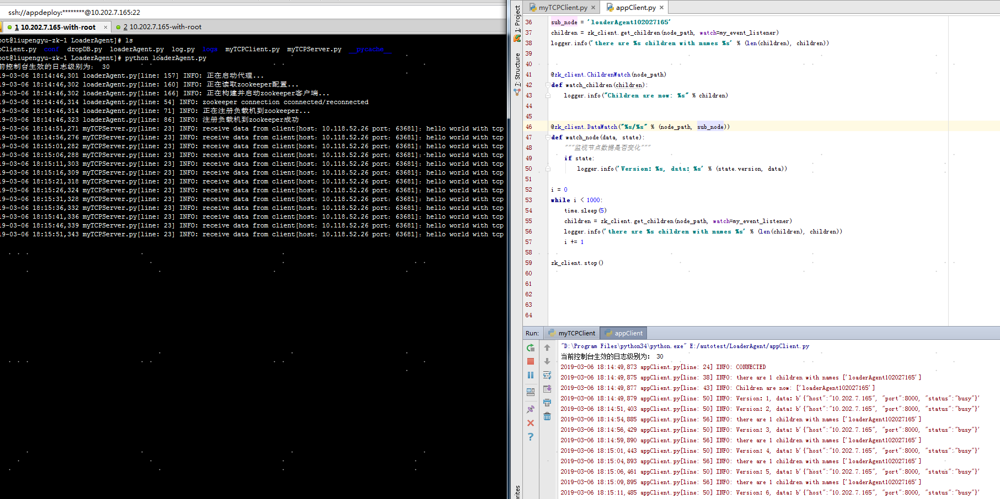 ssh://appdeploy:********@10.202.7.165:22
1 10.202.7.165-with-root ×
2 10.202.7.165-with-root
oot@liupengyu-zk-1 LoaderAgent]# ls
pClient.py conf dropDB.py loaderAgent.py log.py logs myTCPClient.py myTCPServer.py __pycache__
oot@liupengyu-zk-1 LoaderAgent]# python loaderAgent.py
前控制台生效的日志级别为: 30
19-03-06 18:14:46,301 loaderAgent.py[line: 157] INFO: 正在启动代理...
19-03-06 18:14:46,302 loaderAgent.py[line: 160] INFO: 正在读取zookeeper配置...
19-03-06 18:14:46,302 loaderAgent.py[line: 166] INFO: 正在构建并启动zookeeper客户端...
19-03-06 18:14:46,314 loaderAgent.py[line: 54] INFO: zookeeper connection cconnected/reconnected
19-03-06 18:14:46,314 loaderAgent.py[line: 71] INFO: 正在注册负载机到zookeeper...
19-03-06 18:14:46,323 loaderAgent.py[line: 86] INFO: 注册负载机到zookeeper成功
19-03-06 18:14:51,271 myTCPServer.py[line: 23] INFO: receive data from client[host: 10.118.52.26 port: 63681]: hello world with tcp
19-03-06 18:14:56,276 myTCPServer.py[line: 23] INFO: receive data from client[host: 10.118.52.26 port: 63681]: hello world with tcp
19-03-06 18:15:01,282 myTCPServer.py[line: 23] INFO: receive data from client[host: 10.118.52.26 port: 63681]: hello world with tcp
19-03-06 18:15:06,288 myTCPServer.py[line: 23] INFO: receive data from client[host: 10.118.52.26 port: 63681]: hello world with tcp
19-03-06 18:15:11,303 myTCPServer.py[line: 23] INFO: receive data from client[host: 10.118.52.26 port: 63681]: hello world with tcp
19-03-06 18:15:16,309 myTCPServer.py[line: 23] INFO: receive data from client[host: 10.118.52.26 port: 63681]: hello world with tcp
19-03-06 18:15:21,318 myTCPServer.py[line: 23] INFO: receive data from client[host: 10.118.52.26 port: 63681]: hello world with tcp
19-03-06 18:15:26,324 myTCPServer.py[line: 23] INFO: receive data from client[host: 10.118.52.26 port: 63681]: hello world with tcp
19-03-06 18:15:31,328 myTCPServer.py[line: 23] INFO: receive data from client[host: 10.118.52.26 port: 63681]: hello world with tcp
19-03-06 18:15:36,332 myTCPServer.py[line: 23] INFO: receive data from client[host: 10.118.52.26 port: 63681]: hello world with tcp
19-03-06 18:15:41,336 myTCPServer.py[line: 23] INFO: receive data from client[host: 10.118.52.26 port: 63681]: hello world with tcp
19-03-06 18:15:46,339 myTCPServer.py[line: 23] INFO: receive data from client[host: 10.118.52.26 port: 63681]: hello world with tcp
19-03-06 18:15:51,343 myTCPServer.py[line: 23] INFO: receive data from client[host: 10.118.52.26 port: 63681]: hello world with tcp
1: Project
7: Structure
rites
myTCPClient.py × appClient.py ×
36 sub_node = 'loaderAgent102027165'
37 children = zk_client.get_children(node_path, watch=my_event_listener)
38 logger.info('there are %s children with names %s' % (len(children), children))
39
40
41 @zk_client.ChildrenWatch(node_path)
42 def watch_children(children):
43 logger.info("Children are now: %s" % children)
44
45
46 @zk_client.DataWatch("%s/%s" % (node_path, sub_node))
47 def watch_node(data, state):
48 """监视节点数据是否变化"""
49 if state:
50 logger.info('Version: %s, data: %s' % (state.version, data))
51
52 i = 0
53 while i < 1000:
54 time.sleep(5)
55 children = zk_client.get_children(node_path, watch=my_event_listener)
56 logger.info('there are %s children with names %s' % (len(children), children))
57 i += 1
58
59 zk_client.stop()
60
61
62
63
64
Run: myTCPClient appClient
"D:\Program Files\python34\python.exe" E:/autotest/LoaderAgent/appClient.py
当前控制台生效的日志级别为: 30
2019-03-06 18:14:49,873 appClient.py[line: 24] INFO: CONNECTED
2019-03-06 18:14:49,875 appClient.py[line: 38] INFO: there are 1 children with names ['loaderAgent102027165']
2019-03-06 18:14:49,877 appClient.py[line: 43] INFO: Children are now: ['loaderAgent102027165']
2019-03-06 18:14:49,879 appClient.py[line: 50] INFO: Version: 1, data: b'{"host":"10.202.7.165", "port":8000, "status":"busy"}'
2019-03-06 18:14:51,403 appClient.py[line: 50] INFO: Version: 2, data: b'{"host":"10.202.7.165", "port":8000, "status":"busy"}'
2019-03-06 18:14:54,885 appClient.py[line: 56] INFO: there are 1 children with names ['loaderAgent102027165']
2019-03-06 18:14:56,429 appClient.py[line: 50] INFO: Version: 3, data: b'{"host":"10.202.7.165", "port":8000, "status":"busy"}'
2019-03-06 18:14:59,890 appClient.py[line: 56] INFO: there are 1 children with names ['loaderAgent102027165']
2019-03-06 18:15:01,443 appClient.py[line: 50] INFO: Version: 4, data: b'{"host":"10.202.7.165", "port":8000, "status":"busy"}'
2019-03-06 18:15:04,893 appClient.py[line: 56] INFO: there are 1 children with names ['loaderAgent102027165']
2019-03-06 18:15:06,461 appClient.py[line: 50] INFO: Version: 5, data: b'{"host":"10.202.7.165", "port":8000, "status":"busy"}'
2019-03-06 18:15:09,895 appClient.py[line: 56] INFO: there are 1 children with names ['loaderAgent102027165']
2019-03-06 18:15:11,485 appClient.py[line: 50] INFO: Version: 6, data: b'{"host":"10.202.7.165", "port":8000, "status":"busy"}'